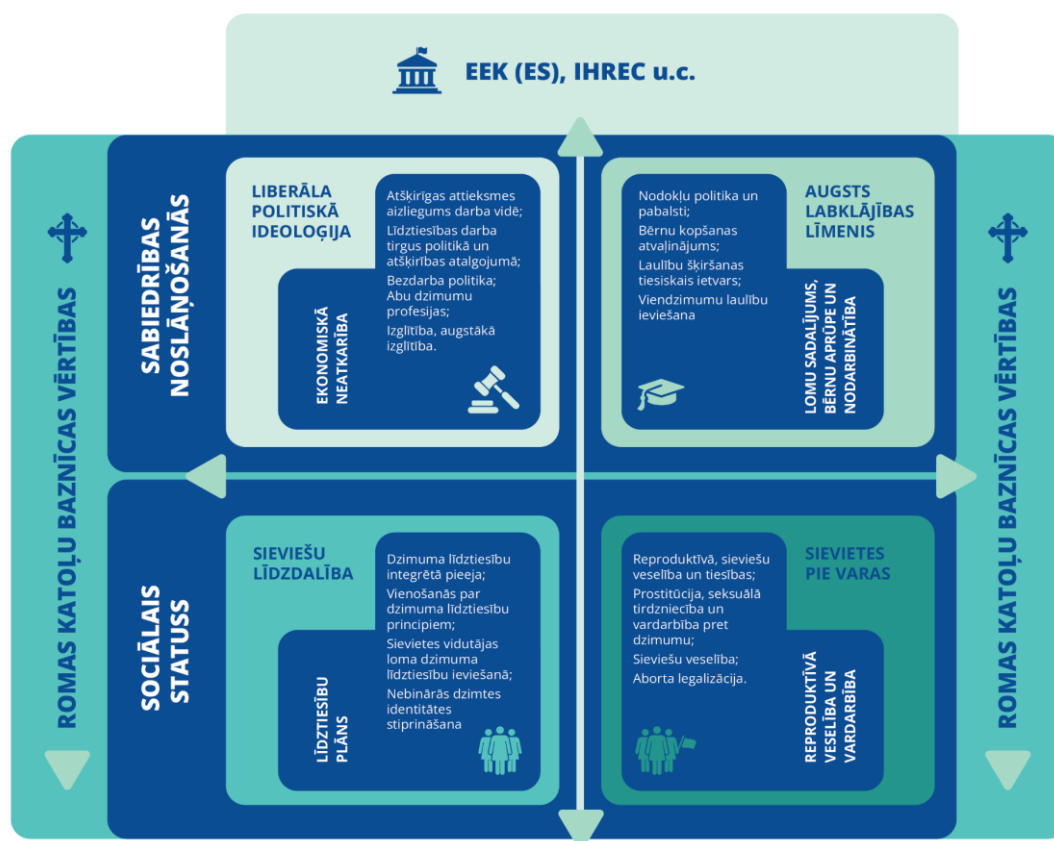 EEK (ES), IHREC u.c.
ROMAS KATOĻU BAZNĪCAS VĒRTĪBAS
SABIEDRĪBAS
NOSLĀŅOŠANĀS
LIBERĀLA
POLITISKĀ
IDEOLOĢIJA
EKONOMISKĀ
NEATKARĪBA
Atšķirīgas attieksmes
aizliegums darba vidē;
Līdztiesības darba
tirgus politikā un
atšķirības atalgojumā;
Bezdarba politika;
Abu dzimumu
profesijas;
Izglītība, augstākā
izglītība.
Nodokļu politika un
pabalsti;
Bērnu kopšanas
atvaļinājums;
Laulību šķiršanas
tiesiskais ietvars;
Viendzimumu laulību
ieviešana
AUGSTS
LABKLĀJĪBAS
LĪMENIS
LOMU SADALĪJUMS,
BĒRNU APRŪPE UN
NODARBINĀTĪBA
SOCIĀLAIS
STATUSS
SIEVIEŠU
LĪDZDALĪBA
LĪDZTIESĪBU
PLĀNS
Dzimuma līdztiesību
integrētā pieeja;
Vienošanās par
dzimuma līdztiesību
principiem;
Sievietes vidutājas
loma dzimuma
līdztiesību ieviešanā;
Nebinārās dzimtes
identitātes
stiprināšana
Reproduktīvā, sieviešu
veselība un tiesības;
Prostitūcija, seksuālā
tirdzniecība un
vardarbība pret
dzimumu;
Sieviešu veselība;
Aborta legalizācija.
SIEVIETES
PIE VARAS
REPRODUKTĪVĀ
VESELĪBA UN
VARDARBĪBA
ROMAS KATOĻU BAZNĪCAS VĒRTĪBAS